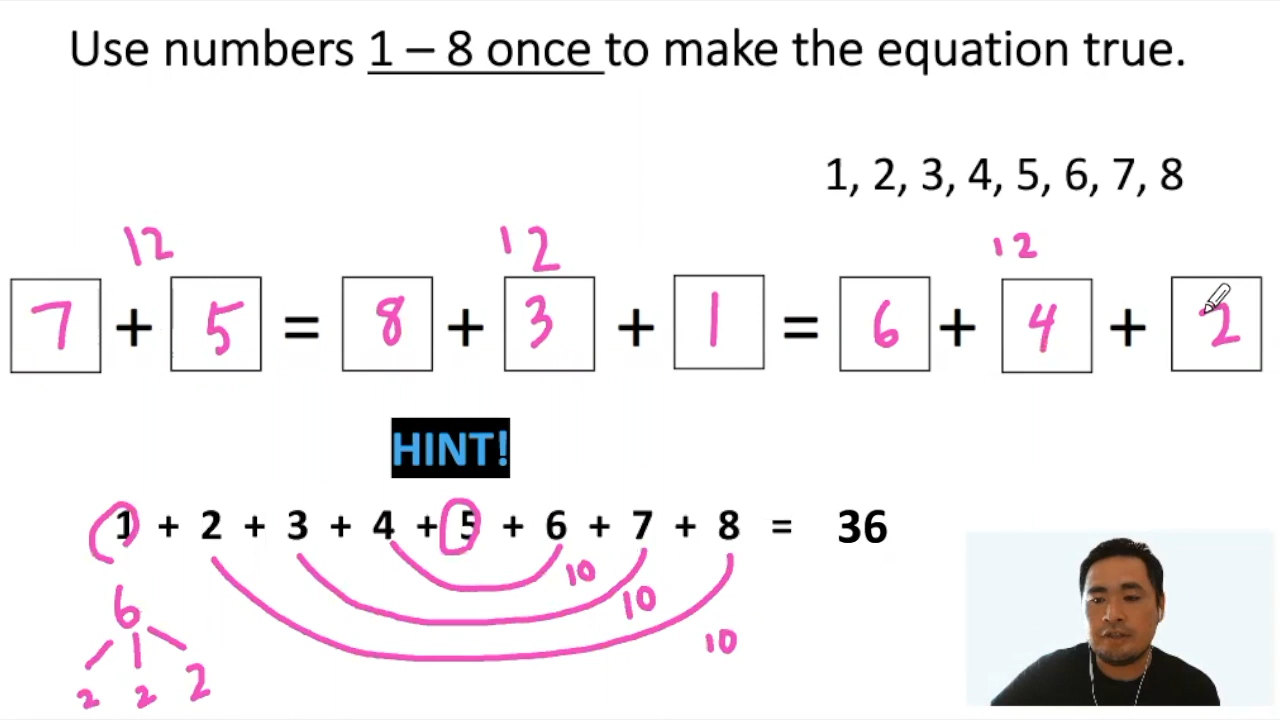 Use numbers 1 – 8 once to make the equation true.
1, 2, 3, 4, 5, 6, 7, 8
12 12 12
7 + 5 = 8 + 3 + 1 = 6 + 4 + 2
HINT!
1 + 2 + 3 + 4 + 5 + 6 + 7 + 8 = 36
10
10
6
10
2 2 2